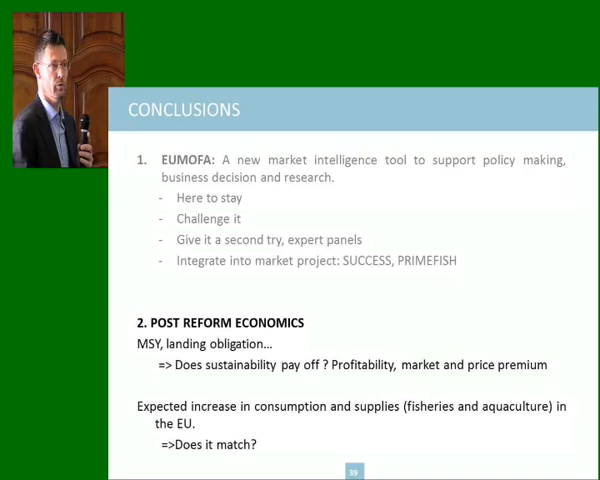 CONCLUSIONS
1. EUMOFA: A new market intelligence tool to support policy making,
business decision and research.
- Here to stay
- Challenge it
- Give it a second try, expert panels
- Integrate into market project: SUCCESS, PRIMEFISH
2. POST REFORM ECONOMICS
MSY, landing obligation...
=> Does sustainability pay off ? Profitability, market and price premium
Expected increase in consumption and supplies (fisheries and aquaculture) in
the EU.
=>Does it match?
39